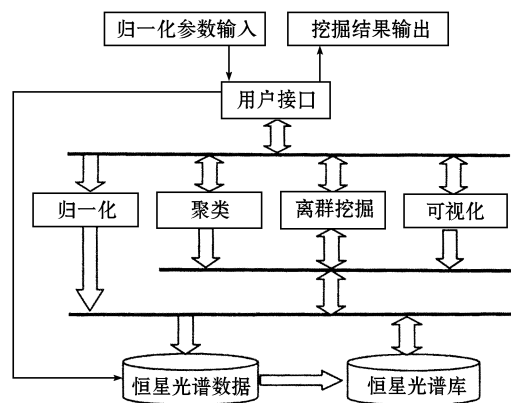 归一化参数输入
挖掘结果输出
用户接口
归一化
聚类
离群挖掘
可视化
恒星光谱数据
恒星光谱库